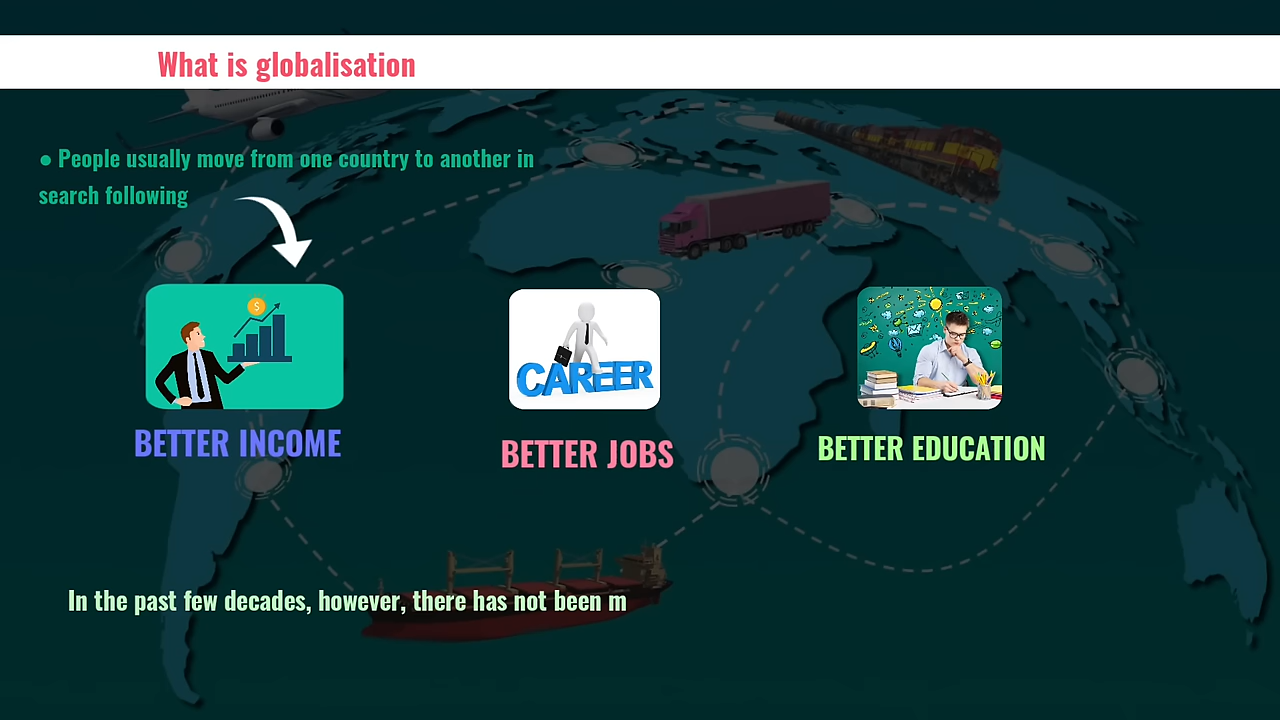 What is globalisation
● People usually move from one country to another in
search following
$
CAREER
BETTER INCOME
BETTER JOBS
BETTER EDUCATION
In the past few decades, however, there has not been m